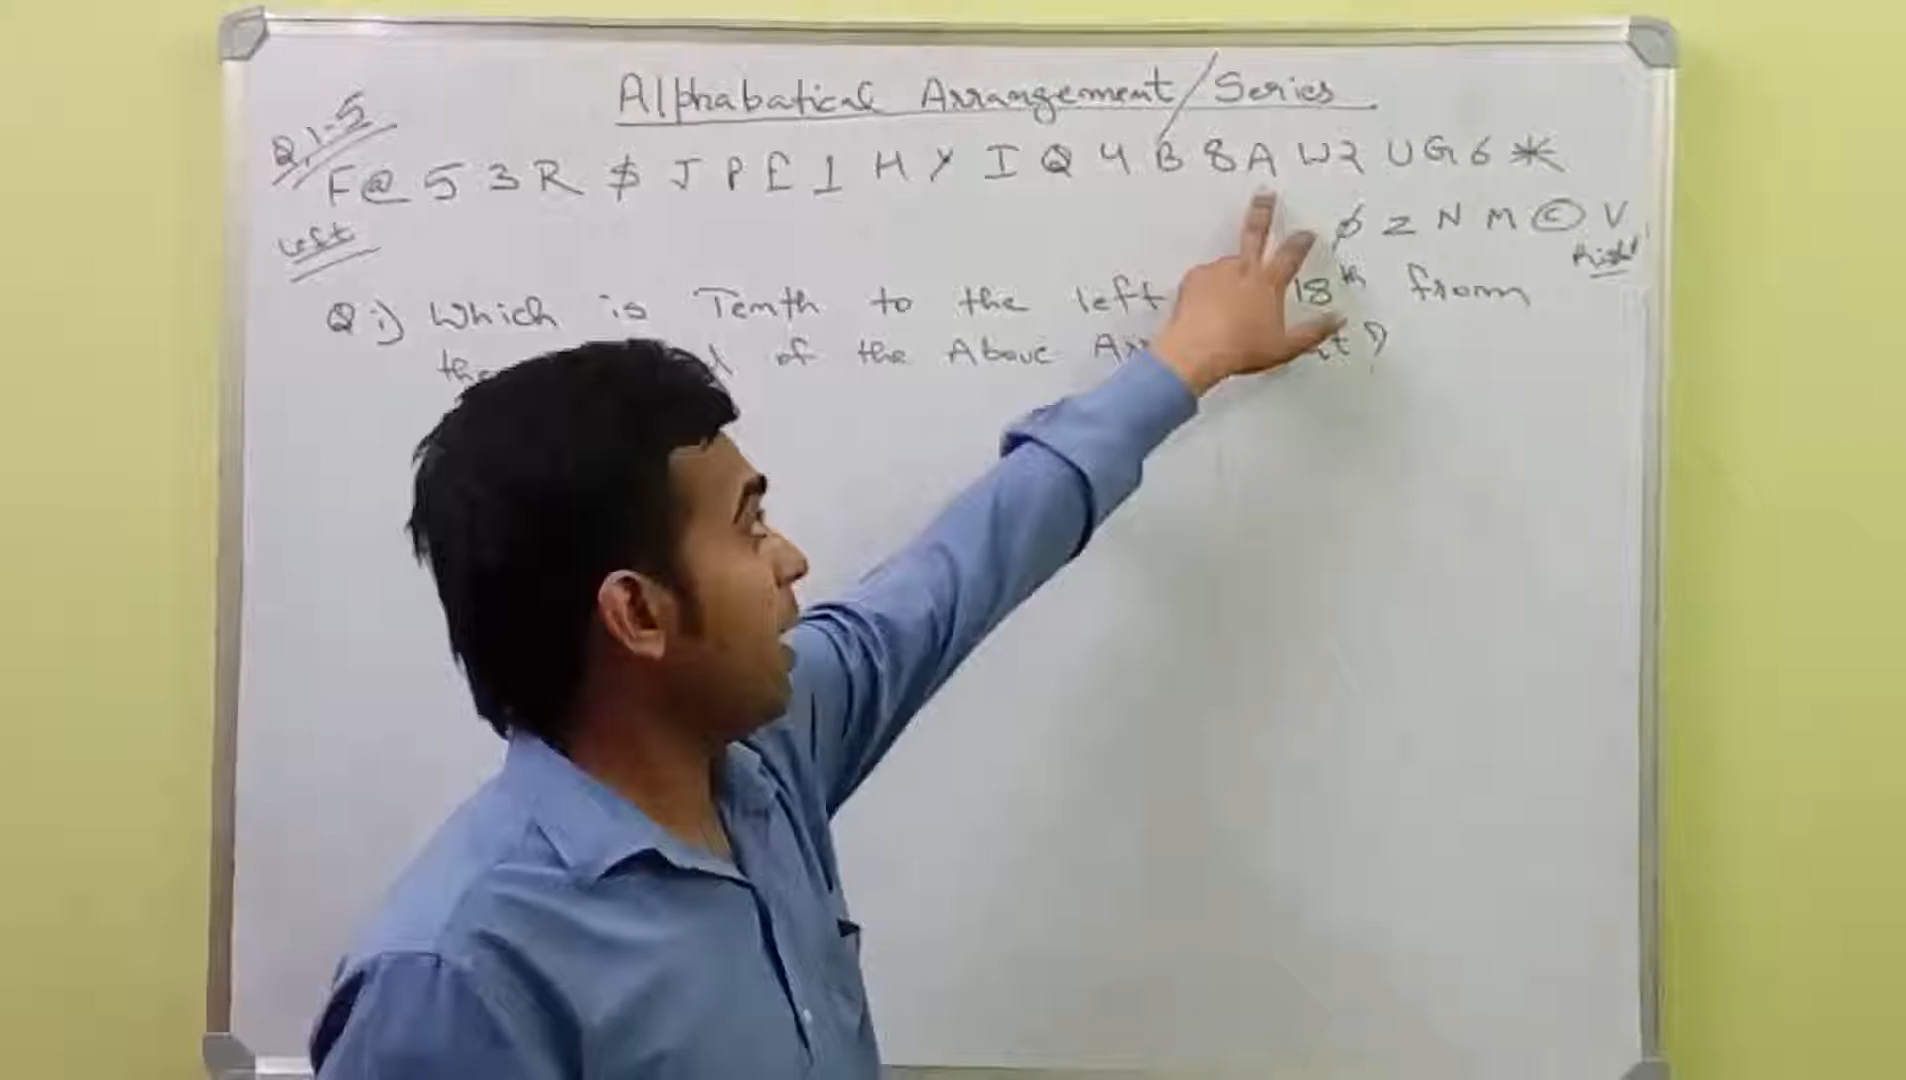 Alphabatical Arrangement/Series
Q.1-5
F @ 5 3 R $ J P £ 1 H Y I Q 4 B 8 A W 2 U G 6 *
Left
Z N M © V
Right
Q i) Which is Tenth to the left 18th from
of the Above